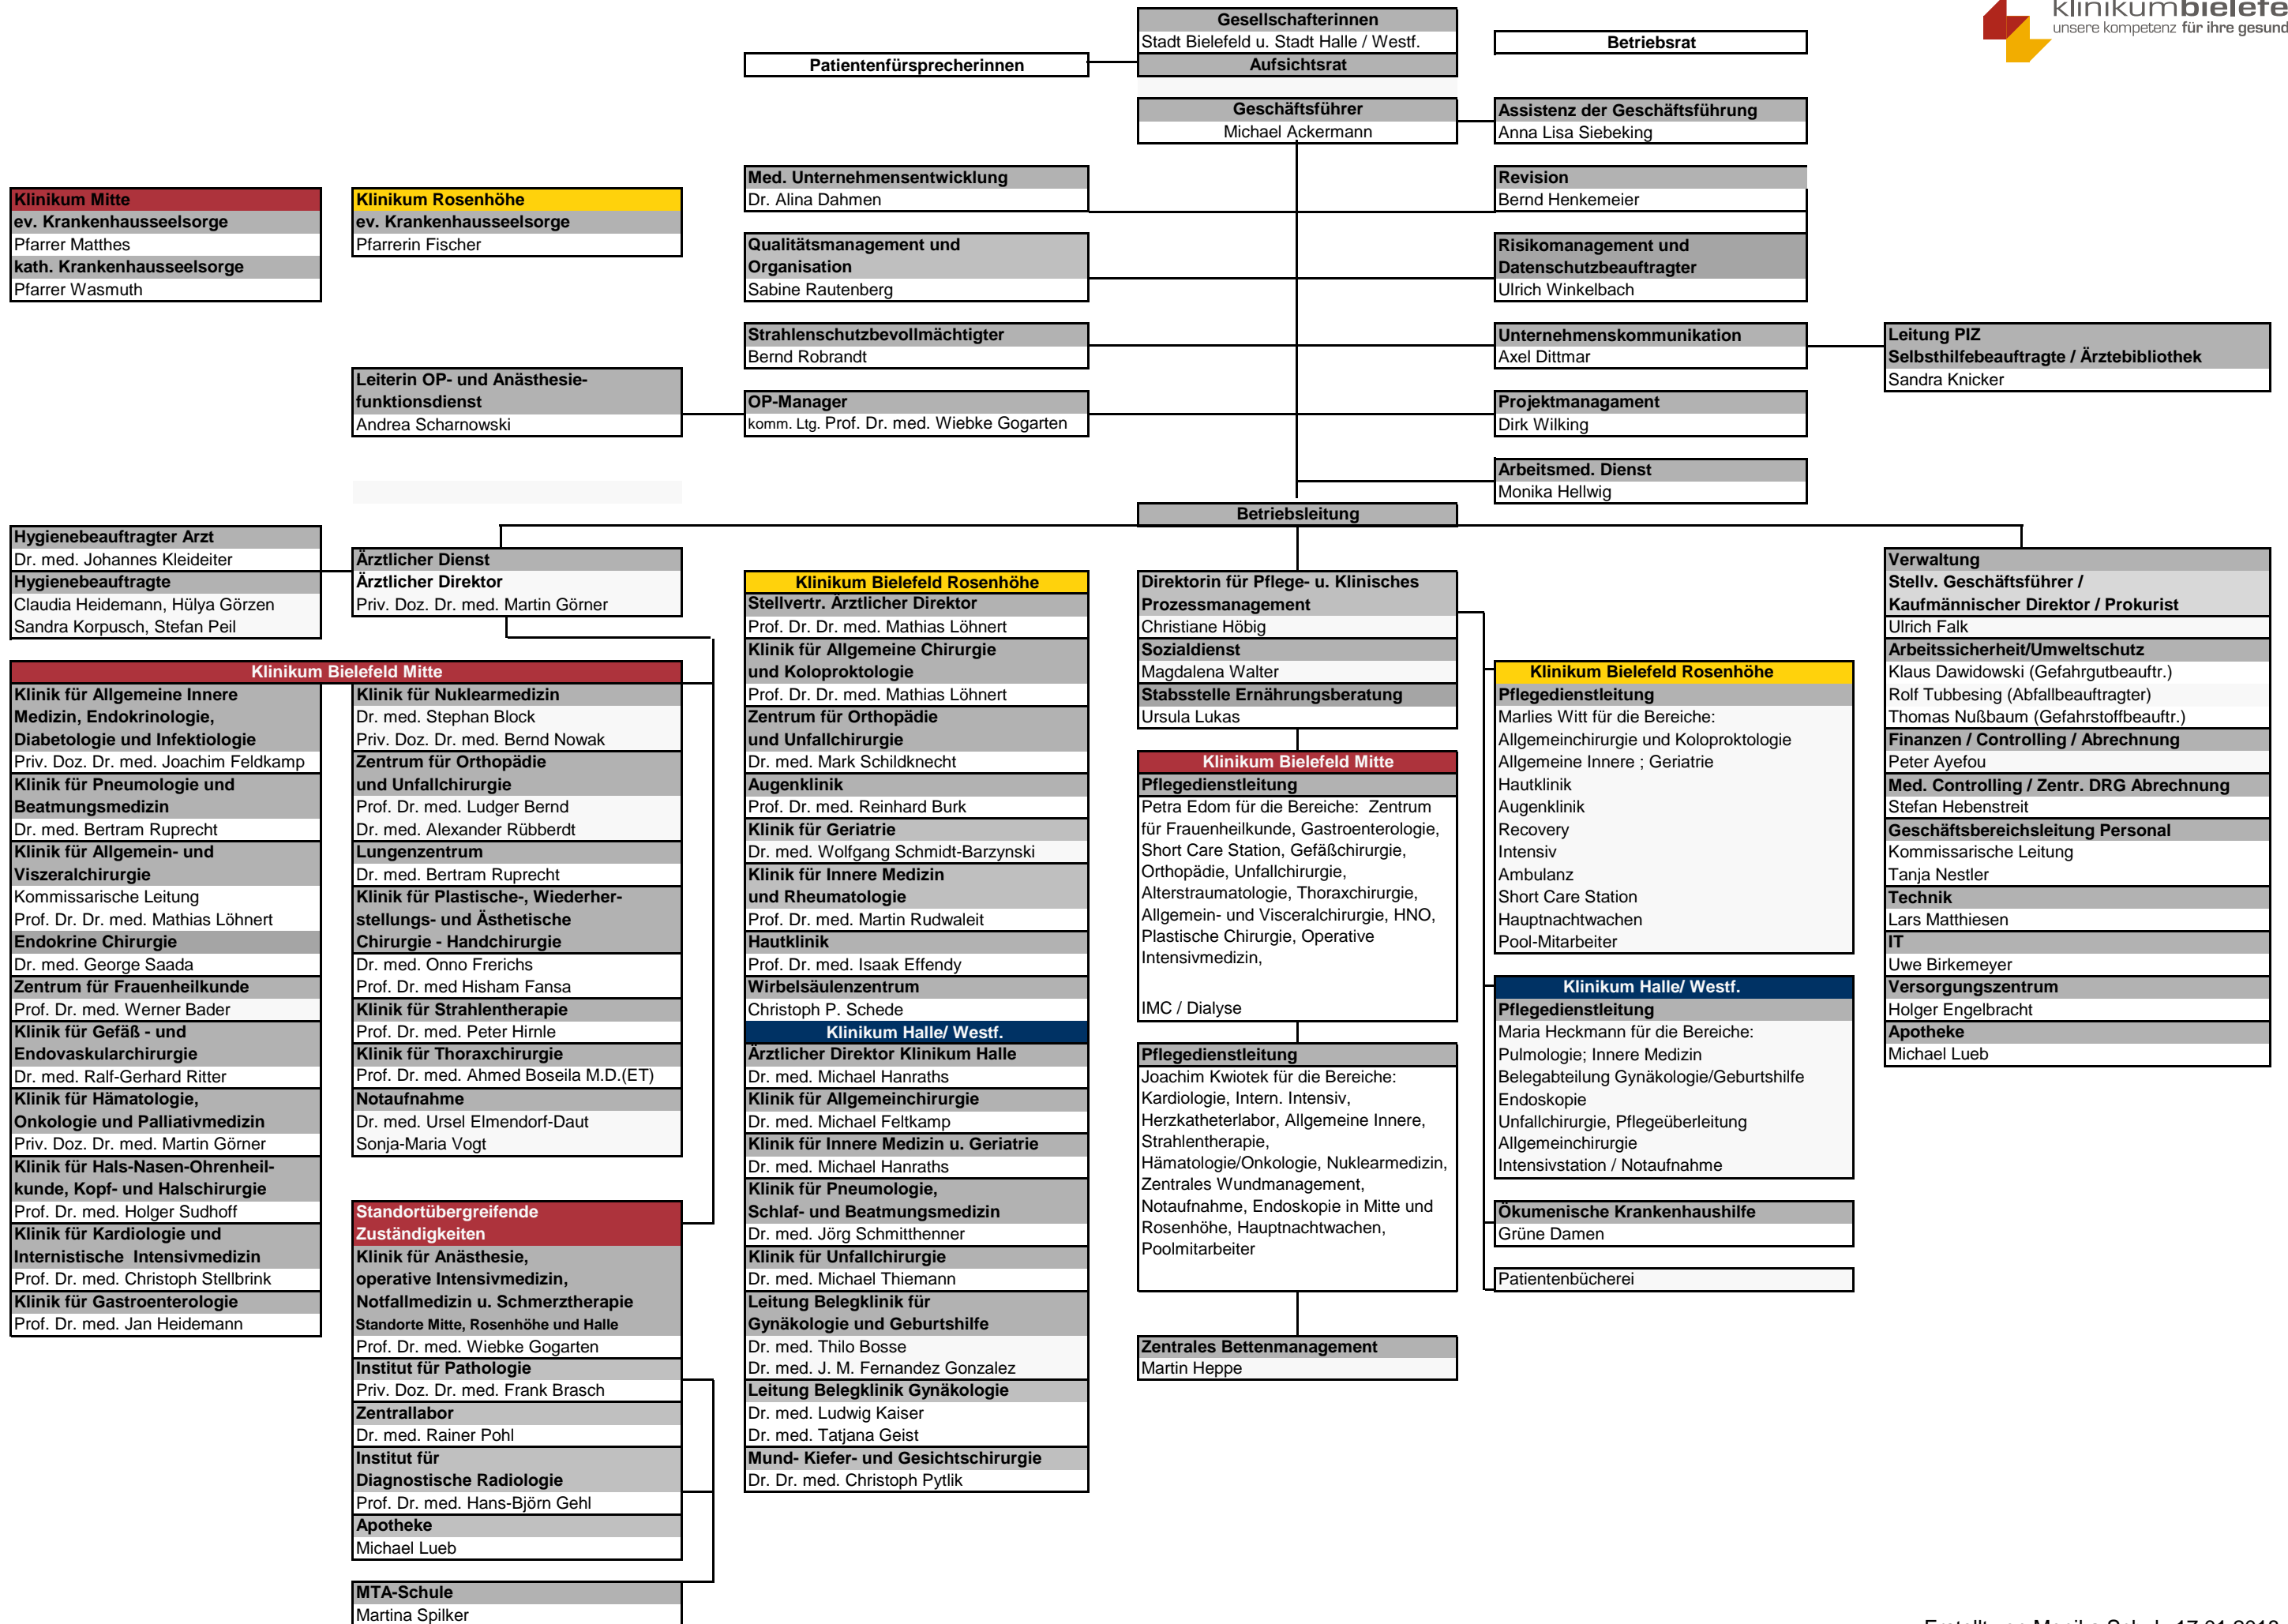 klinikumbielefe
unsere kompetenz für ihre gesund
Gesellschafterinnen
Stadt Bielefeld u. Stadt Halle / Westf.
Aufsichtsrat
Betriebsrat
Patientenfürsprecherinnen
Geschäftsführer
Michael Ackermann
Assistenz der Geschäftsführung
Anna Lisa Siebeking
Med. Unternehmensentwicklung
Dr. Alina Dahmen
Revision
Bernd Henkemeier
Klinikum Mitte
ev. Krankenhausseelsorge
Pfarrer Matthes
kath. Krankenhausseelsorge
Pfarrer Wasmuth
Klinikum Rosenhöhe
ev. Krankenhausseelsorge
Pfarrerin Fischer
Qualitätsmanagement und
Organisation
Sabine Rautenberg
Risikomanagement und
Datenschutzbeauftragter
Ulrich Winkelbach
Strahlenschutzbevollmächtigter
Bernd Robrandt
Unternehmenskommunikation
Axel Dittmar
Leitung PIZ
Selbsthilfebeauftragte / Ärztebibliothek
Sandra Knicker
Leiterin OP- und Anästhesie-
funktionsdienst
Andrea Scharnowski
OP-Manager
komm. Ltg. Prof. Dr. med. Wiebke Gogarten
Projektmanagament
Dirk Wilking
Arbeitsmed. Dienst
Monika Hellwig
Betriebsleitung
Hygienebeauftragter Arzt
Dr. med. Johannes Kleideiter
Hygienebeauftragte
Claudia Heidemann, Hülya Görzen
Sandra Korpusch, Stefan Peil
Ärztlicher Dienst
Ärztlicher Direktor
Priv. Doz. Dr. med. Martin Görner
Klinikum Bielefeld Mitte
Klinik für Allgemeine Innere
Medizin, Endokrinologie,
Diabetologie und Infektiologie
Priv. Doz. Dr. med. Joachim Feldkamp
Klinik für Pneumologie und
Beatmungsmedizin
Dr. med. Bertram Ruprecht
Klinik für Allgemein- und
Viszeralchirurgie
Kommissarische Leitung
Prof. Dr. Dr. med. Mathias Löhnert
Endokrine Chirurgie
Dr. med. George Saada
Zentrum für Frauenheilkunde
Prof. Dr. med. Werner Bader
Klinik für Gefäß - und
Endovaskularchirurgie
Dr. med. Ralf-Gerhard Ritter
Klinik für Hämatologie,
Onkologie und Palliativmedizin
Priv. Doz. Dr. med. Martin Görner
Klinik für Hals-Nasen-Ohrenheil-
kunde, Kopf- und Halschirurgie
Prof. Dr. med. Holger Sudhoff
Klinik für Kardiologie und
Internistische Intensivmedizin
Prof. Dr. med. Christoph Stellbrink
Klinik für Gastroenterologie
Prof. Dr. med. Jan Heidemann
Klinik für Nuklearmedizin
Dr. med. Stephan Block
Priv. Doz. Dr. med. Bernd Nowak
Zentrum für Orthopädie
und Unfallchirurgie
Prof. Dr. med. Ludger Bernd
Dr. med. Alexander Rübberdt
Lungenzentrum
Dr. med. Bertram Ruprecht
Klinik für Plastische-, Wiederher-
stellungs- und Ästhetische
Chirurgie - Handchirurgie
Dr. med. Onno Frerichs
Prof. Dr. med Hisham Fansa
Klinik für Strahlentherapie
Prof. Dr. med. Peter Hirnle
Klinik für Thoraxchirurgie
Prof. Dr. med. Ahmed Boseila M.D.(ET)
Notaufnahme
Dr. med. Ursel Elmendorf-Daut
Sonja-Maria Vogt
Standortübergreifende
Zuständigkeiten
Klinik für Anästhesie,
operative Intensivmedizin,
Notfallmedizin u. Schmerztherapie
Standorte Mitte, Rosenhöhe und Halle
Prof. Dr. med. Wiebke Gogarten
Institut für Pathologie
Priv. Doz. Dr. med. Frank Brasch
Zentrallabor
Dr. med. Rainer Pohl
Institut für
Diagnostische Radiologie
Prof. Dr. med. Hans-Björn Gehl
Apotheke
Michael Lueb
MTA-Schule
Martina Spilker
Klinikum Bielefeld Rosenhöhe
Stellvertr. Ärztlicher Direktor
Prof. Dr. Dr. med. Mathias Löhnert
Klinik für Allgemeine Chirurgie
und Koloproktologie
Prof. Dr. Dr. med. Mathias Löhnert
Zentrum für Orthopädie
und Unfallchirurgie
Dr. med. Mark Schildknecht
Augenklinik
Prof. Dr. med. Reinhard Burk
Klinik für Geriatrie
Dr. med. Wolfgang Schmidt-Barzynski
Klinik für Innere Medizin
und Rheumatologie
Prof. Dr. med. Martin Rudwaleit
Hautklinik
Prof. Dr. med. Isaak Effendy
Wirbelsäulenzentrum
Christoph P. Schede
Klinikum Halle/ Westf.
Ärztlicher Direktor Klinikum Halle
Dr. med. Michael Hanraths
Klinik für Allgemeinchirurgie
Dr. med. Michael Feltkamp
Klinik für Innere Medizin u. Geriatrie
Dr. med. Michael Hanraths
Klinik für Pneumologie,
Schlaf- und Beatmungsmedizin
Dr. med. Jörg Schmitthenner
Klinik für Unfallchirurgie
Dr. med. Michael Thiemann
Leitung Belegklinik für
Gynäkologie und Geburtshilfe
Dr. med. Thilo Bosse
Dr. med. J. M. Fernandez Gonzalez
Leitung Belegklinik Gynäkologie
Dr. med. Ludwig Kaiser
Dr. med. Tatjana Geist
Mund- Kiefer- und Gesichtschirurgie
Dr. Dr. med. Christoph Pytlik
Direktorin für Pflege- u. Klinisches
Prozessmanagement
Christiane Höbig
Sozialdienst
Magdalena Walter
Stabsstelle Ernährungsberatung
Ursula Lukas
Klinikum Bielefeld Mitte
Pflegedienstleitung
Petra Edom für die Bereiche: Zentrum
für Frauenheilkunde, Gastroenterologie,
Short Care Station, Gefäßchirurgie,
Orthopädie, Unfallchirurgie,
Alterstraumatologie, Thoraxchirurgie,
Allgemein- und Visceralchirurgie, HNO,
Plastische Chirurgie, Operative
Intensivmedizin,
IMC / Dialyse
Pflegedienstleitung
Joachim Kwiotek für die Bereiche:
Kardiologie, Intern. Intensiv,
Herzkatheterlabor, Allgemeine Innere,
Strahlentherapie,
Hämatologie/Onkologie, Nuklearmedizin,
Zentrales Wundmanagement,
Notaufnahme, Endoskopie in Mitte und
Rosenhöhe, Hauptnachtwachen,
Poolmitarbeiter
Zentrales Bettenmanagement
Martin Heppe
Klinikum Bielefeld Rosenhöhe
Pflegedienstleitung
Marlies Witt für die Bereiche:
Allgemeinchirurgie und Koloproktologie
Allgemeine Innere ; Geriatrie
Hautklinik
Augenklinik
Recovery
Intensiv
Ambulanz
Short Care Station
Hauptnachtwachen
Pool-Mitarbeiter
Klinikum Halle/ Westf.
Pflegedienstleitung
Maria Heckmann für die Bereiche:
Pulmologie; Innere Medizin
Belegabteilung Gynäkologie/Geburtshilfe
Endoskopie
Unfallchirurgie, Pflegeüberleitung
Allgemeinchirurgie
Intensivstation / Notaufnahme
Ökumenische Krankenhaushilfe
Grüne Damen
Patientenbücherei
Verwaltung
Stellv. Geschäftsführer /
Kaufmännischer Direktor / Prokurist
Ulrich Falk
Arbeitssicherheit/Umweltschutz
Klaus Dawidowski (Gefahrgutbeauftr.)
Rolf Tubbesing (Abfallbeauftragter)
Thomas Nußbaum (Gefahrstoffbeauftr.)
Finanzen / Controlling / Abrechnung
Peter Ayefou
Med. Controlling / Zentr. DRG Abrechnung
Stefan Hebenstreit
Geschäftsbereichsleitung Personal
Kommissarische Leitung
Tanja Nestler
Technik
Lars Matthiesen
IT
Uwe Birkemeyer
Versorgungszentrum
Holger Engelbracht
Apotheke
Michael Lueb